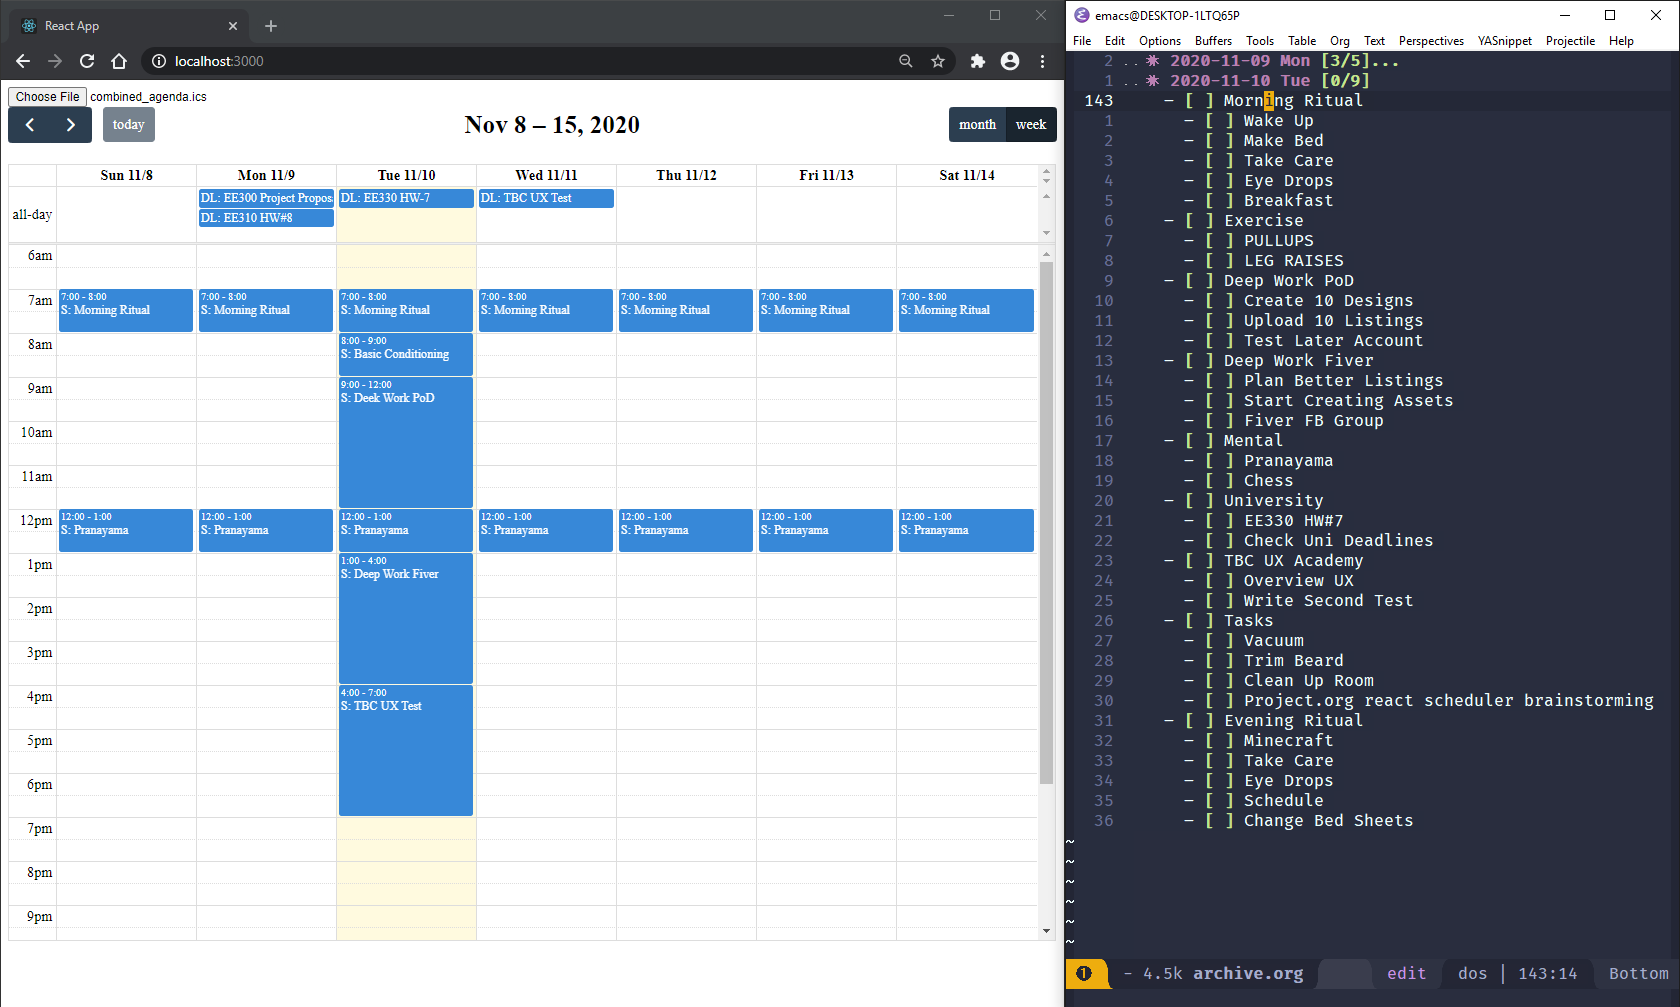 React App
localhost:3000
Choose File combined_agenda.ics
today
Nov 8 – 15, 2020
month week
Sun 11/8 Mon 11/9 Tue 11/10 Wed 11/11 Thu 11/12 Fri 11/13 Sat 11/14
all-day
DL: EE300 Project Propos DL: EE330 HW-7 DL: TBC UX Test
DL: EE310 HW#8
6am
7am
7:00 - 8:00 7:00 - 8:00 7:00 - 8:00 7:00 - 8:00 7:00 - 8:00 7:00 - 8:00 7:00 - 8:00
S: Morning Ritual S: Morning Ritual S: Morning Ritual S: Morning Ritual S: Morning Ritual S: Morning Ritual S: Morning Ritual
8am
8:00 - 9:00
S: Basic Conditioning
9am
9:00 - 12:00
S: Deek Work PoD
10am
11am
12pm
12:00 - 1:00 12:00 - 1:00 12:00 - 1:00 12:00 - 1:00 12:00 - 1:00 12:00 - 1:00 12:00 - 1:00
S: Pranayama S: Pranayama S: Pranayama S: Pranayama S: Pranayama S: Pranayama S: Pranayama
1pm
1:00 - 4:00
S: Deep Work Fiver
2pm
3pm
4pm
4:00 - 7:00
S: TBC UX Test
5pm
6pm
7pm
8pm
9pm
emacs@DESKTOP-1LTQ65P
File Edit Options Buffers Tools Table Org Text Perspectives YASnippet Projectile Help
2 ..✳ 2020-11-09 Mon [3/5]...
1 ..✳ 2020-11-10 Tue [0/9]
143 – [ ] Morning Ritual
1 – [ ] Wake Up
2 – [ ] Make Bed
3 – [ ] Take Care
4 – [ ] Eye Drops
5 – [ ] Breakfast
6 – [ ] Exercise
7 – [ ] PULLUPS
8 – [ ] LEG RAISES
9 – [ ] Deep Work PoD
10 – [ ] Create 10 Designs
11 – [ ] Upload 10 Listings
12 – [ ] Test Later Account
13 – [ ] Deep Work Fiver
14 – [ ] Plan Better Listings
15 – [ ] Start Creating Assets
16 – [ ] Fiver FB Group
17 – [ ] Mental
18 – [ ] Pranayama
19 – [ ] Chess
20 – [ ] University
21 – [ ] EE330 HW#7
22 – [ ] Check Uni Deadlines
23 – [ ] TBC UX Academy
24 – [ ] Overview UX
25 – [ ] Write Second Test
26 – [ ] Tasks
27 – [ ] Vacuum
28 – [ ] Trim Beard
29 – [ ] Clean Up Room
30 – [ ] Project.org react scheduler brainstorming
31 – [ ] Evening Ritual
32 – [ ] Minecraft
33 – [ ] Take Care
34 – [ ] Eye Drops
35 – [ ] Schedule
36 – [ ] Change Bed Sheets
~
~
~
~
~
~
1 – 4.5k archive.org edit dos | 143:14 Bottom